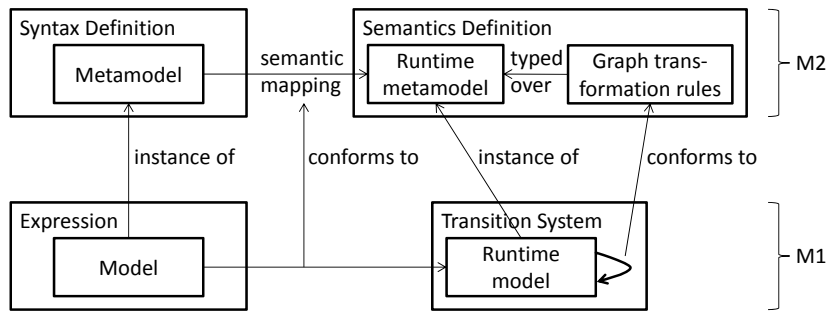 Syntax Definition
Metamodel
semantic
mapping
Semantics Definition
Runtime
metamodel
typed
over
Graph trans-
formation rules
M2
instance of
conforms to
instance of
conforms to
Expression
Model
Transition System
Runtime
model
M1